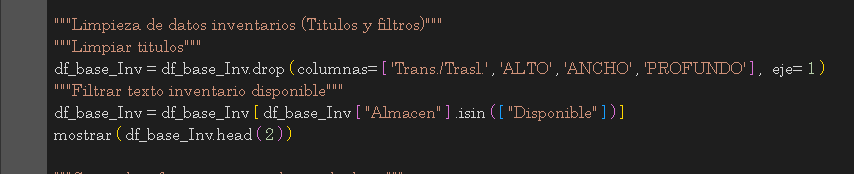 """Limpieza de datos inventarios (Titulos y filtros)"""
"""Limpiar titulos"""
df_base_Inv = df_base_Inv.drop(columnas=['Trans./Trasl.','ALTO','ANCHO','PROFUNDO'], eje=1)
"""Filtrar texto inventario disponible"""
df_base_Inv = df_base_Inv[df_base_Inv["Almacen"].isin(["Disponible"])]
mostrar(df_base_Inv.head(2))